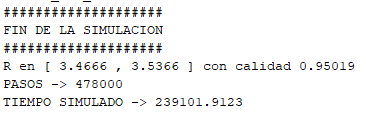 ####################
FIN DE LA SIMULACION
####################
R en [ 3.4666 , 3.5366 ] con calidad 0.95019
PASOS -> 478000
TIEMPO SIMULADO -> 239101.9123